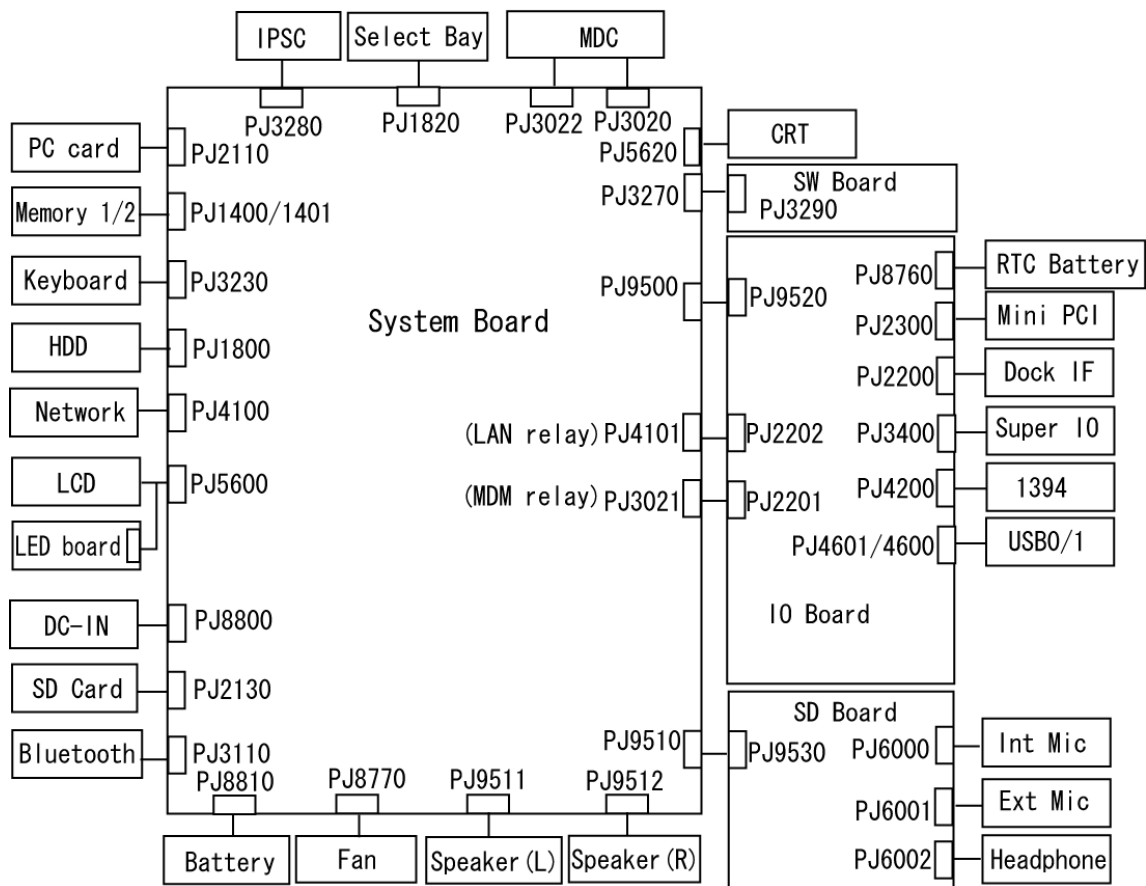 IPSC
Select Bay
MDC
PJ3280
PJ1820
PJ3022
PJ3020
PC card
PJ2110
PJ5620
CRT
Memory 1/2
PJ1400/1401
PJ3270
SW Board
PJ3290
Keyboard
PJ3230
PJ9500
PJ9520
PJ8760
RTC Battery
System Board
HDD
PJ1800
PJ2300
Mini PCI
PJ2200
Dock IF
Network
PJ4100
(LAN relay)
PJ4101
PJ2202
PJ3400
Super IO
LCD
PJ5600
(MDM relay)
PJ3021
PJ2201
PJ4200
1394
LED board
PJ4601/4600
USB0/1
IO Board
DC-IN
PJ8800
SD Card
PJ2130
SD Board
Bluetooth
PJ3110
PJ9510
PJ9530
PJ6000
Int Mic
PJ8810
PJ8770
PJ9511
PJ9512
PJ6001
Ext Mic
Battery
Fan
Speaker(L)
Speaker(R)
PJ6002
Headphone